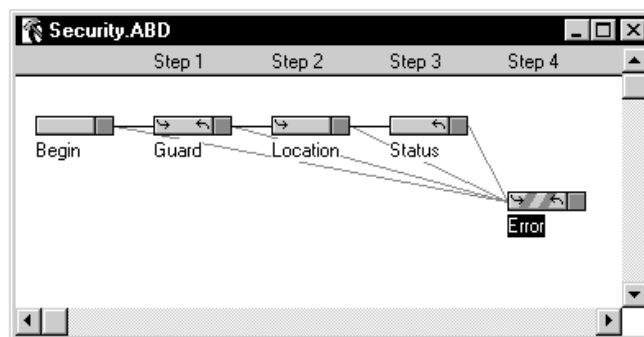 Security.ABD
Step 1 Step 2 Step 3 Step 4
Begin Guard Location Status
Error